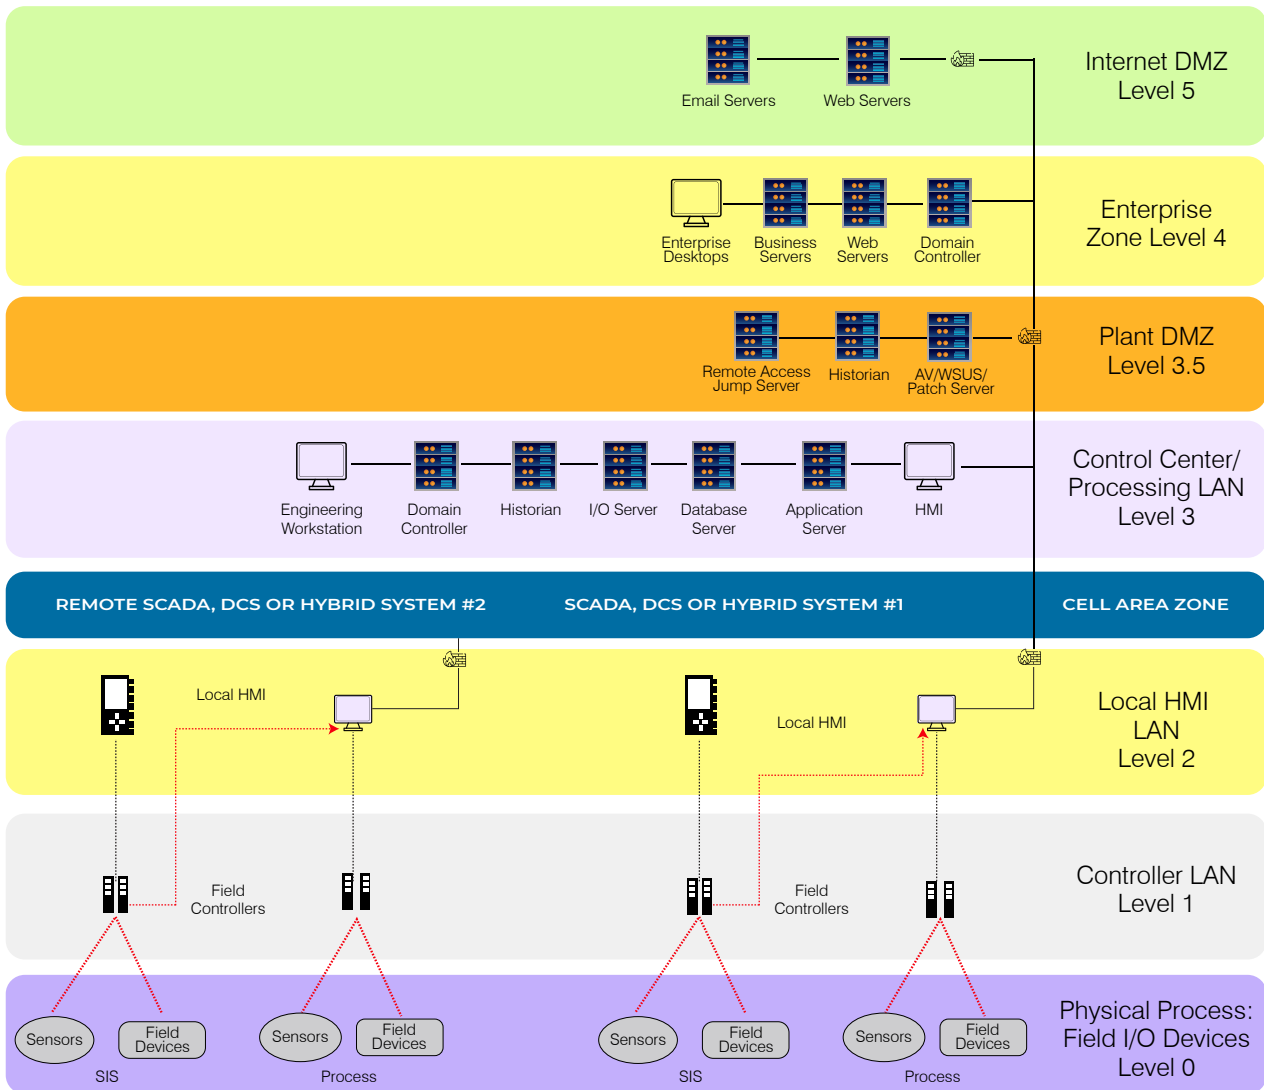 Internet DMZ
Level 5
Email Servers
Web Servers
Enterprise
Zone Level 4
Enterprise
Desktops
Business
Servers
Web
Servers
Domain
Controller
Plant DMZ
Level 3.5
Remote Access
Jump Server
Historian
AV/WSUS/
Patch Server
Control Center/
Processing LAN
Level 3
Engineering
Workstation
Domain
Controller
Historian
I/O Server
Database
Server
Application
Server
HMI
REMOTE SCADA, DCS OR HYBRID SYSTEM #2
SCADA, DCS OR HYBRID SYSTEM #1
CELL AREA ZONE
Local HMI
Local HMI
Local HMI
LAN
Level 2
Field
Controllers
Field
Controllers
Controller LAN
Level 1
Sensors
Field
Devices
Sensors
Field
Devices
Sensors
Field
Devices
Sensors
Field
Devices
SIS
Process
SIS
Process
Physical Process:
Field I/O Devices
Level 0